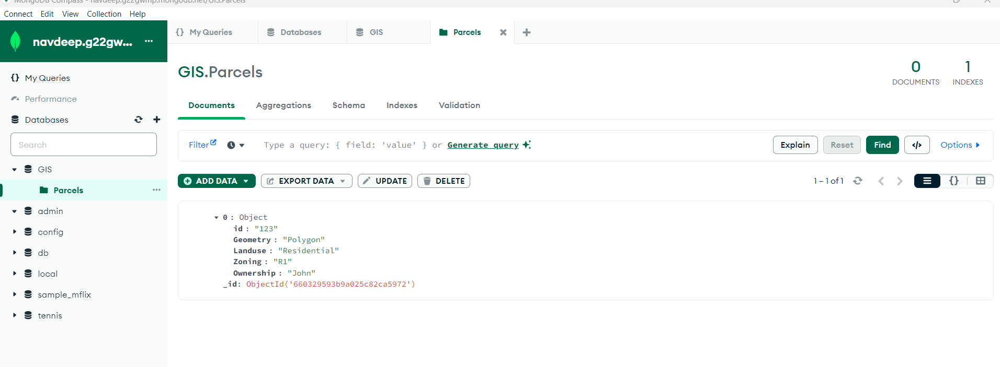 MongoDB Compass - navdeep.g22gwmp.mongodb.net/GIS.Parcels
Connect Edit View Collection Help
navdeep.g22gw... ...
{} My Queries Databases GIS Parcels
My Queries
Performance
Databases
Search
GIS
Parcels ...
admin
config
db
local
sample_mflix
tennis
GIS.Parcels
0 DOCUMENTS
1 INDEXES
Documents Aggregations Schema Indexes Validation
Filter Type a query: { field: 'value' } or Generate query Explain Reset Find </> Options
ADD DATA EXPORT DATA UPDATE DELETE 1 – 1 of 1 {}
0 : Object
id : "123"
Geometry : "Polygon"
Landuse : "Residential"
Zoning : "R1"
Ownership : "John"
_id: ObjectId('660329593b9a025c82ca5972')